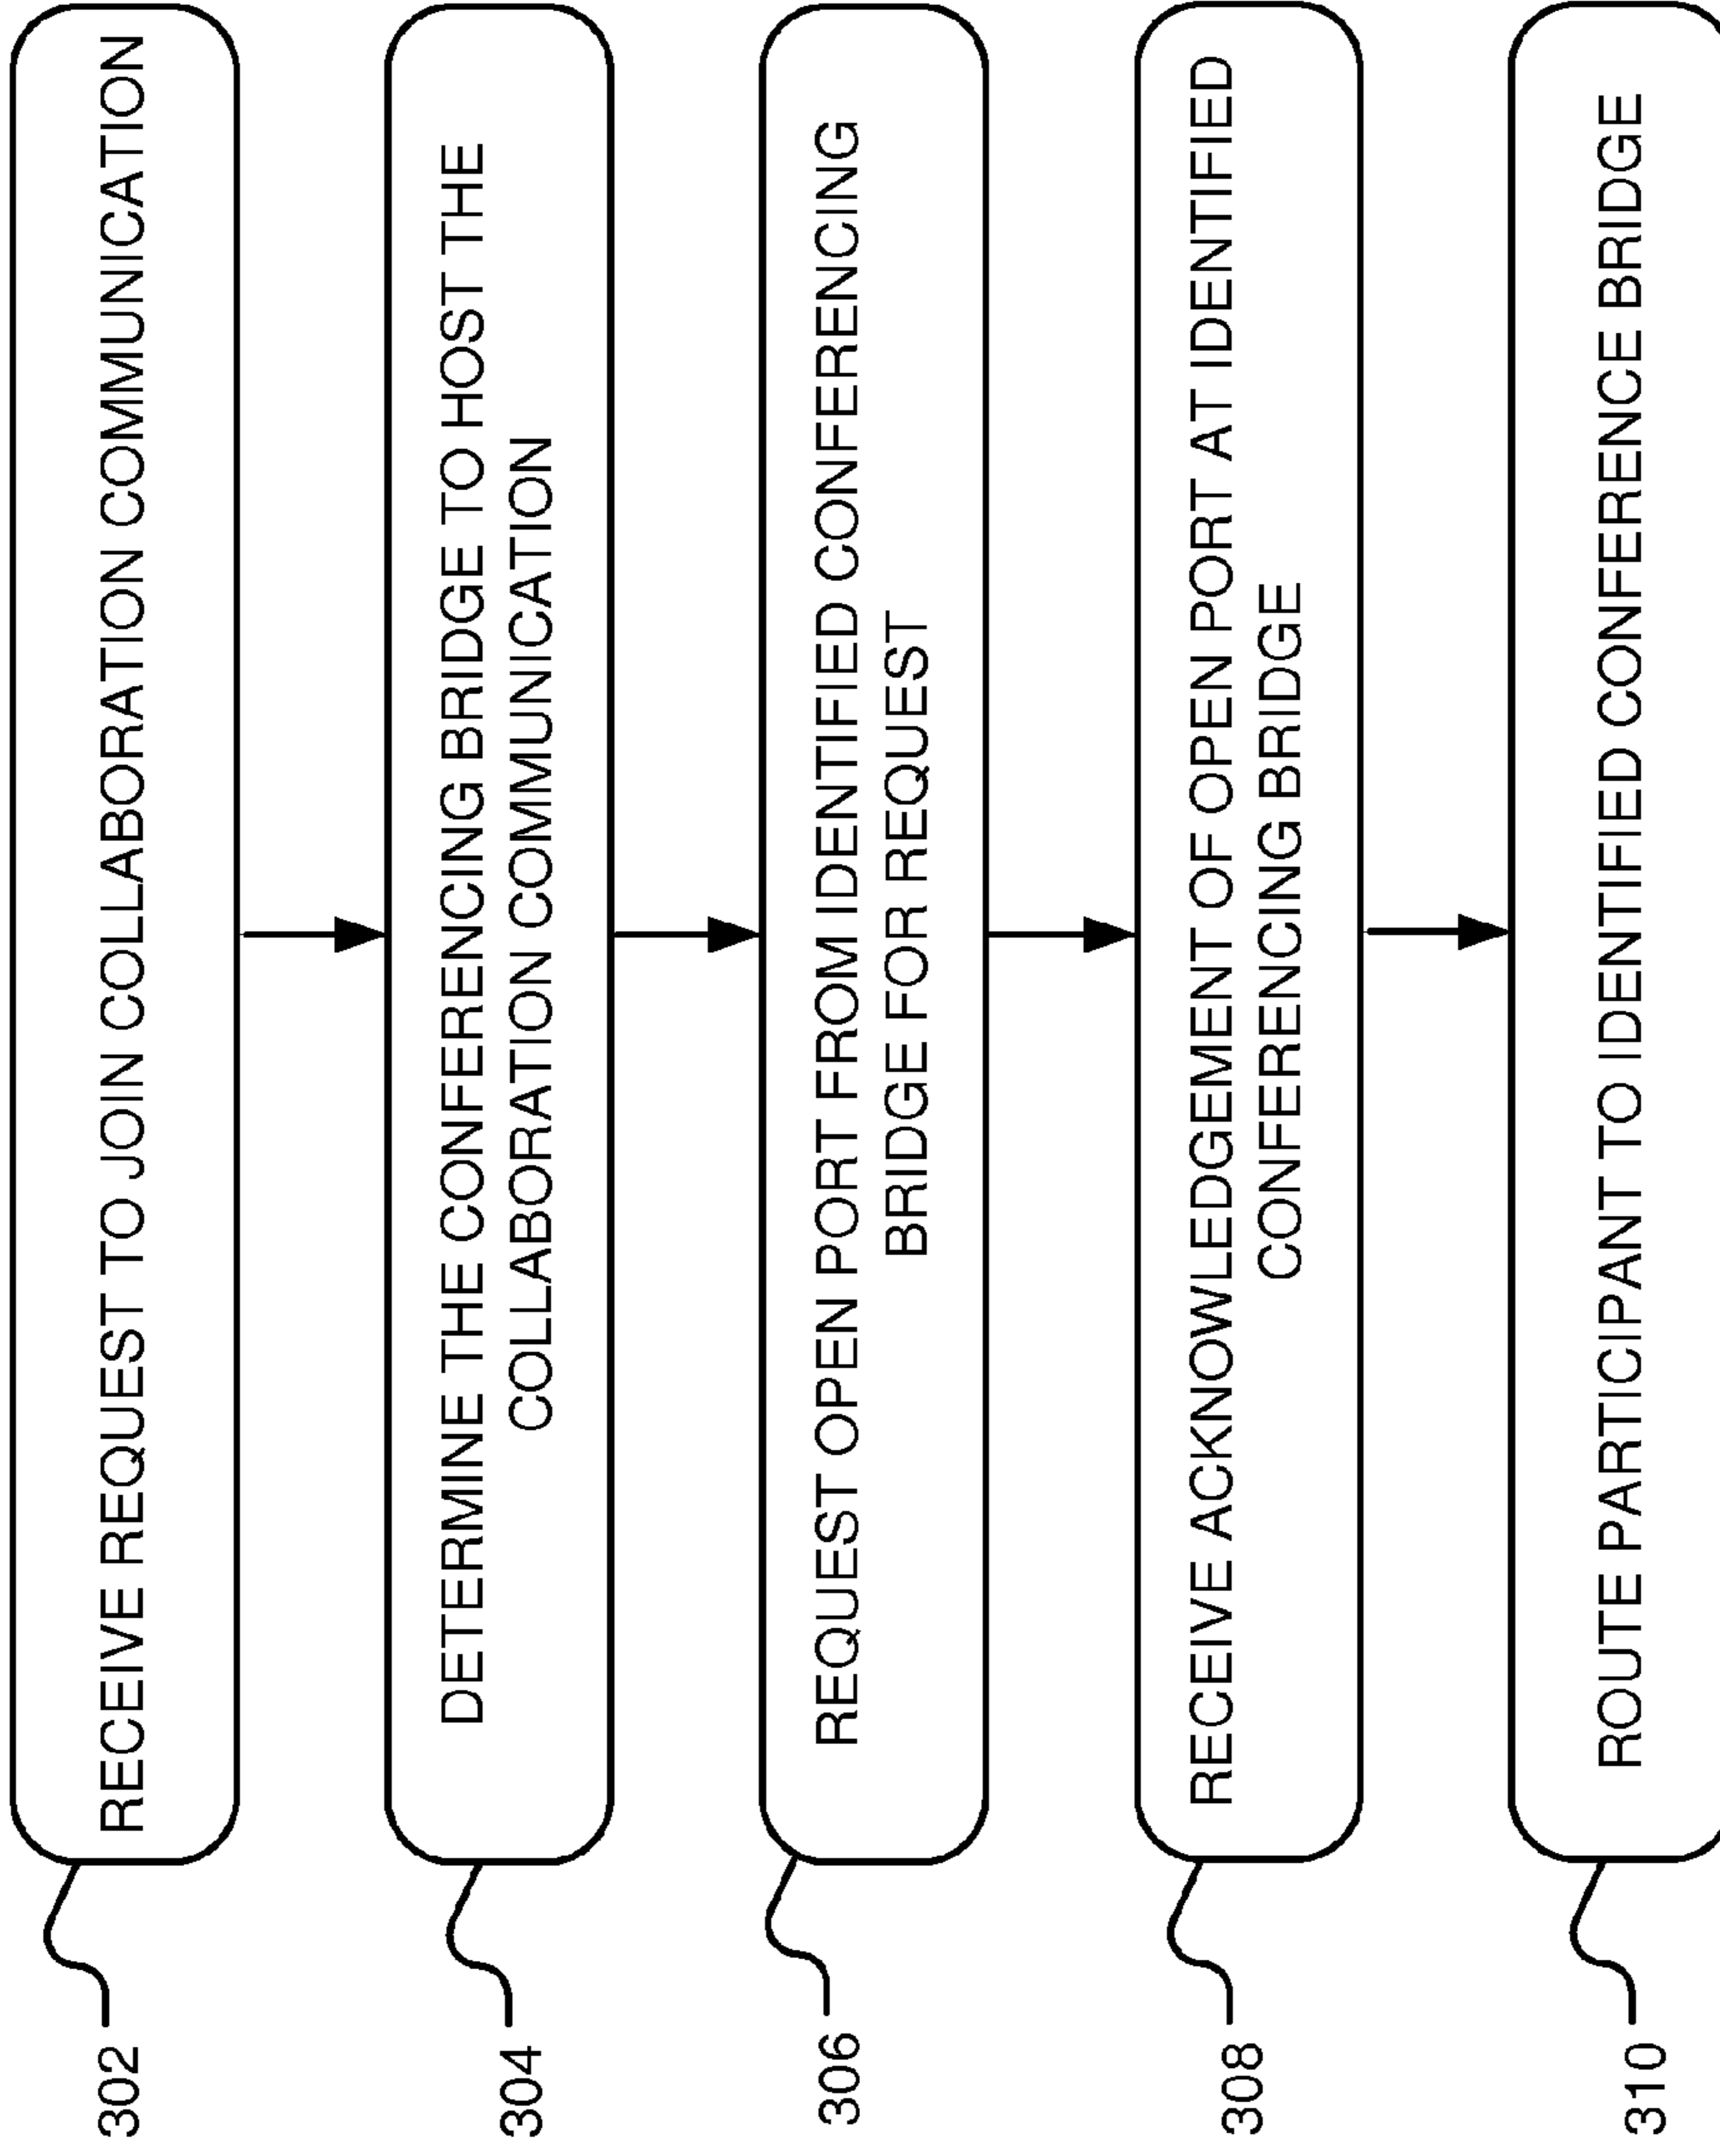 302
RECEIVE REQUEST TO JOIN COLLABORATION COMMUNICATION
304
DETERMINE THE CONFERENCING BRIDGE TO HOST THE
COLLABORATION COMMUNICATION
306
REQUEST OPEN PORT FROM IDENTIFIED CONFERENCING
BRIDGE FOR REQUEST
308
RECEIVE ACKNOWLEDGEMENT OF OPEN PORT AT IDENTIFIED
CONFERENCING BRIDGE
310
ROUTE PARTICIPANT TO IDENTIFIED CONFERENCE BRIDGE